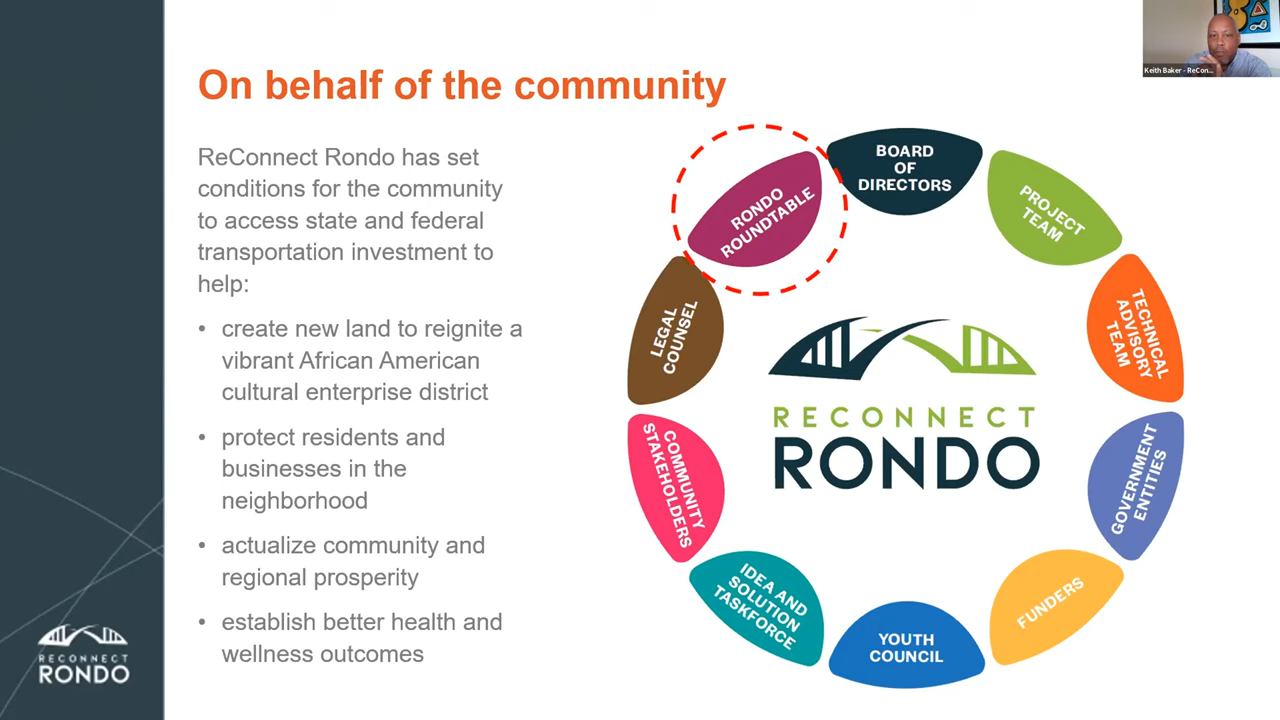 On behalf of the community
ReConnect Rondo has set
conditions for the community
to access state and federal
transportation investment to
help:
• create new land to reignite a
vibrant African American
cultural enterprise district
• protect residents and
businesses in the
neighborhood
• actualize community and
regional prosperity
• establish better health and
wellness outcomes
RECONNECT
RONDO
Keith Baker - ReCon...
BOARD
OF
DIRECTORS
PROJECT
TEAM
TECHNICAL
ADVISORY
TEAM
GOVERNMENT
ENTITIES
FUNDERS
YOUTH
COUNCIL
IDEA AND
SOLUTION
TASKFORCE
COMMUNITY
STAKEHOLDERS
LEGAL
COUNSEL
RONDO
ROUNDTABLE
RECONNECT
RONDO